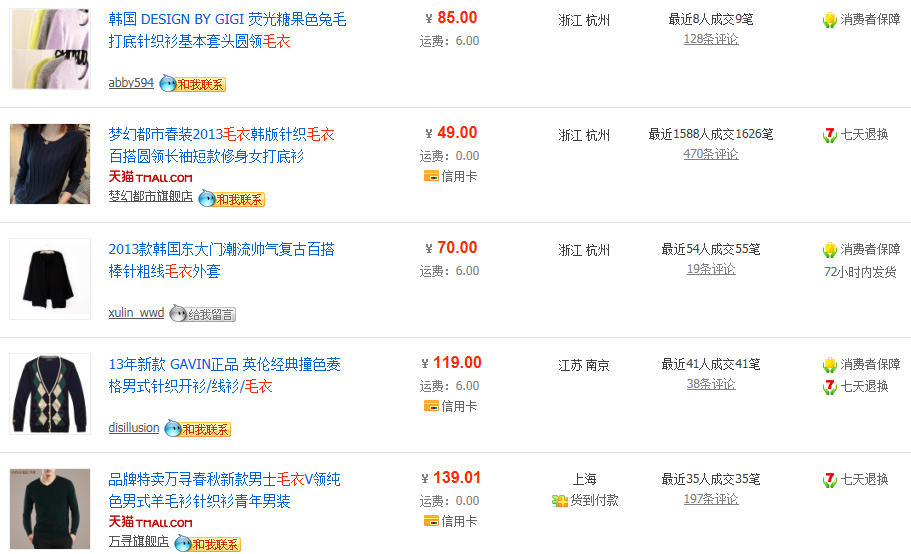 韩国 DESIGN BY GIGI 荧光糖果色兔毛 ￥ 85.00 浙江 杭州 最近8人成交9笔 消费者保障
打底针织衫基本套头圆领毛衣 运费：6.00 128条评论
abby594 和我联系
梦幻都市春装2013毛衣韩版针织毛衣 ￥ 49.00 浙江 杭州 最近1588人成交1626笔 7 七天退换
百搭圆领长袖短款修身女打底衫 运费：0.00 470条评论
天猫TMALL.COM 信用卡
梦幻都市旗舰店 和我联系
2013款韩国东大门潮流帅气复古百搭 ￥ 70.00 浙江 杭州 最近54人成交55笔 消费者保障
棒针粗线毛衣外套 运费：6.00 19条评论 72小时内发货
xulin_wwd 给我留言
13年新款 GAVIN正品 英伦经典撞色菱 ￥ 119.00 江苏 南京 最近41人成交41笔 消费者保障
格男式针织开衫/线衫/毛衣 运费：6.00 38条评论 7 七天退换
信用卡
disillusion 和我联系
品牌特卖万寻春秋新款男士毛衣V领纯 ￥ 139.01 上海 最近35人成交35笔 7 七天退换
色男式羊毛衫针织衫青年男装 运费：0.00 货到付款 197条评论
天猫TMALL.COM 信用卡
万寻旗舰店 和我联系